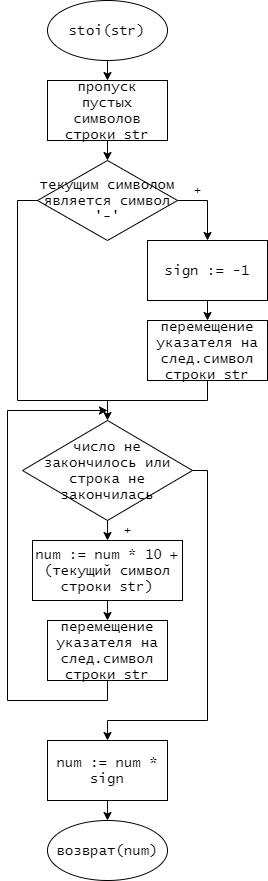 stoi(str)
пропуск
пустых
символов
строки str
текущим символом
является символ
'-'
+
sign := -1
перемещение
указателя на
след.символ
строки str
число не
закончилось или
строка не
закончилась
+
num := num * 10 +
(текущий символ
строки str)
перемещение
указателя на
след.символ
строки str
num := num *
sign
возврат(num)